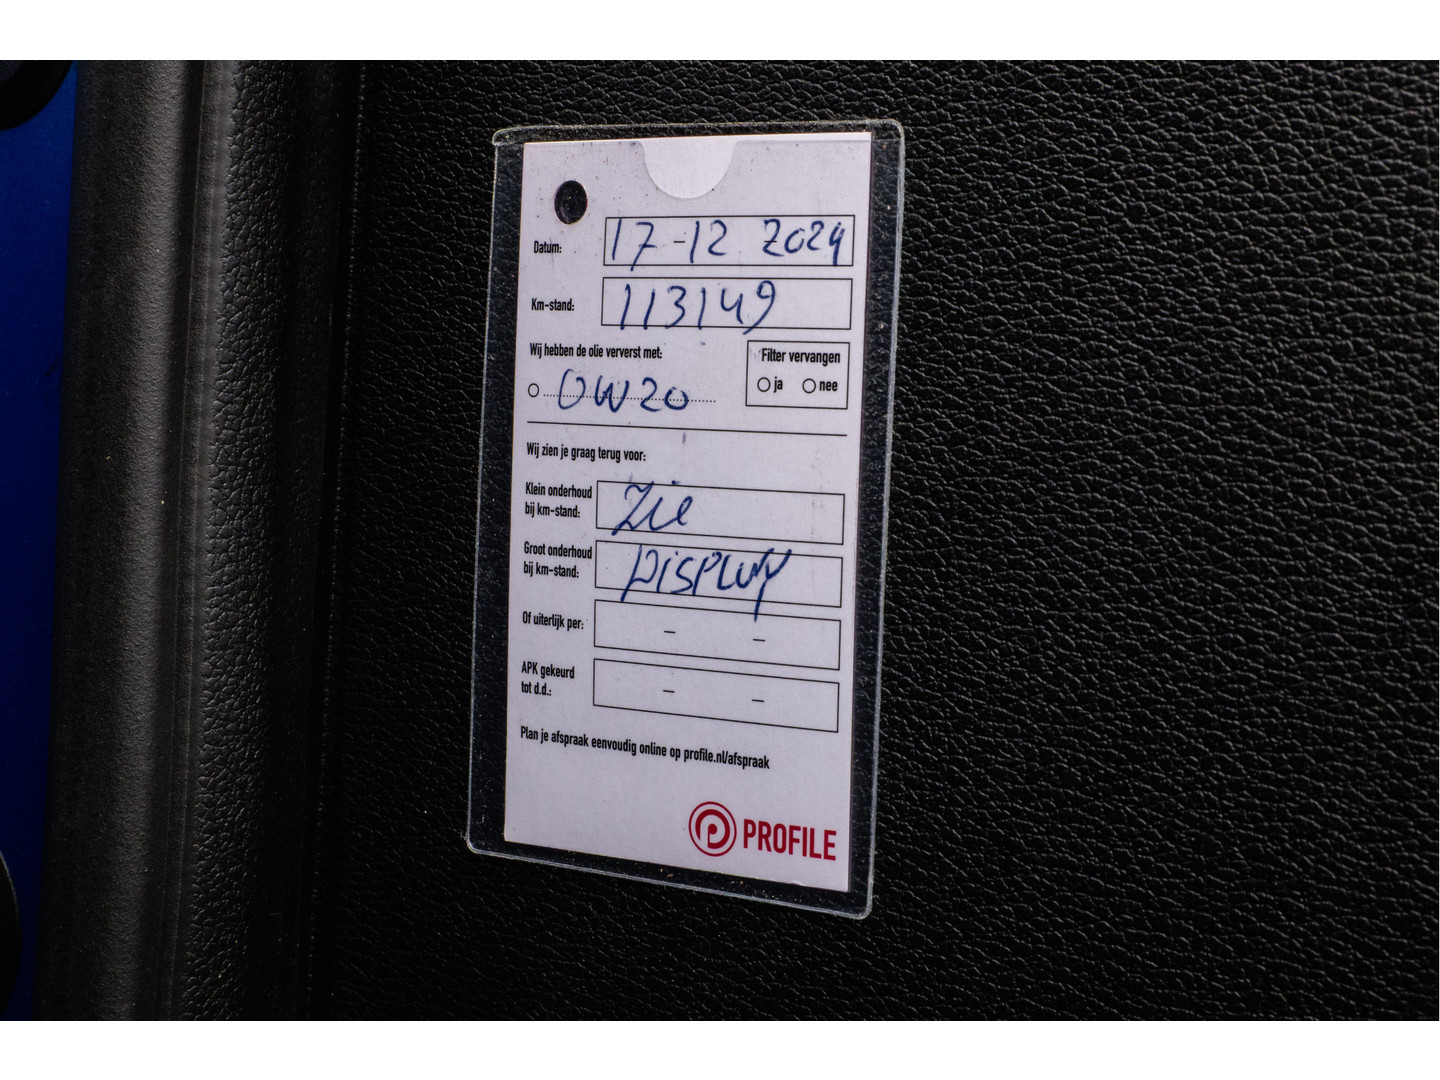 Datum: 17-12 2024
Km-stand: 113149
Wij hebben de olie ververst met:
0W20
Filter vervangen
ja nee
Wij zien je graag terug voor:
Klein onderhoud
bij km-stand: Zie
Groot onderhoud
bij km-stand: DISPLAY
Of uiterlijk per: – –
APK gekeurd
tot d.d.: – –
Plan je afspraak eenvoudig online op profile.nl/afspraak
PROFILE